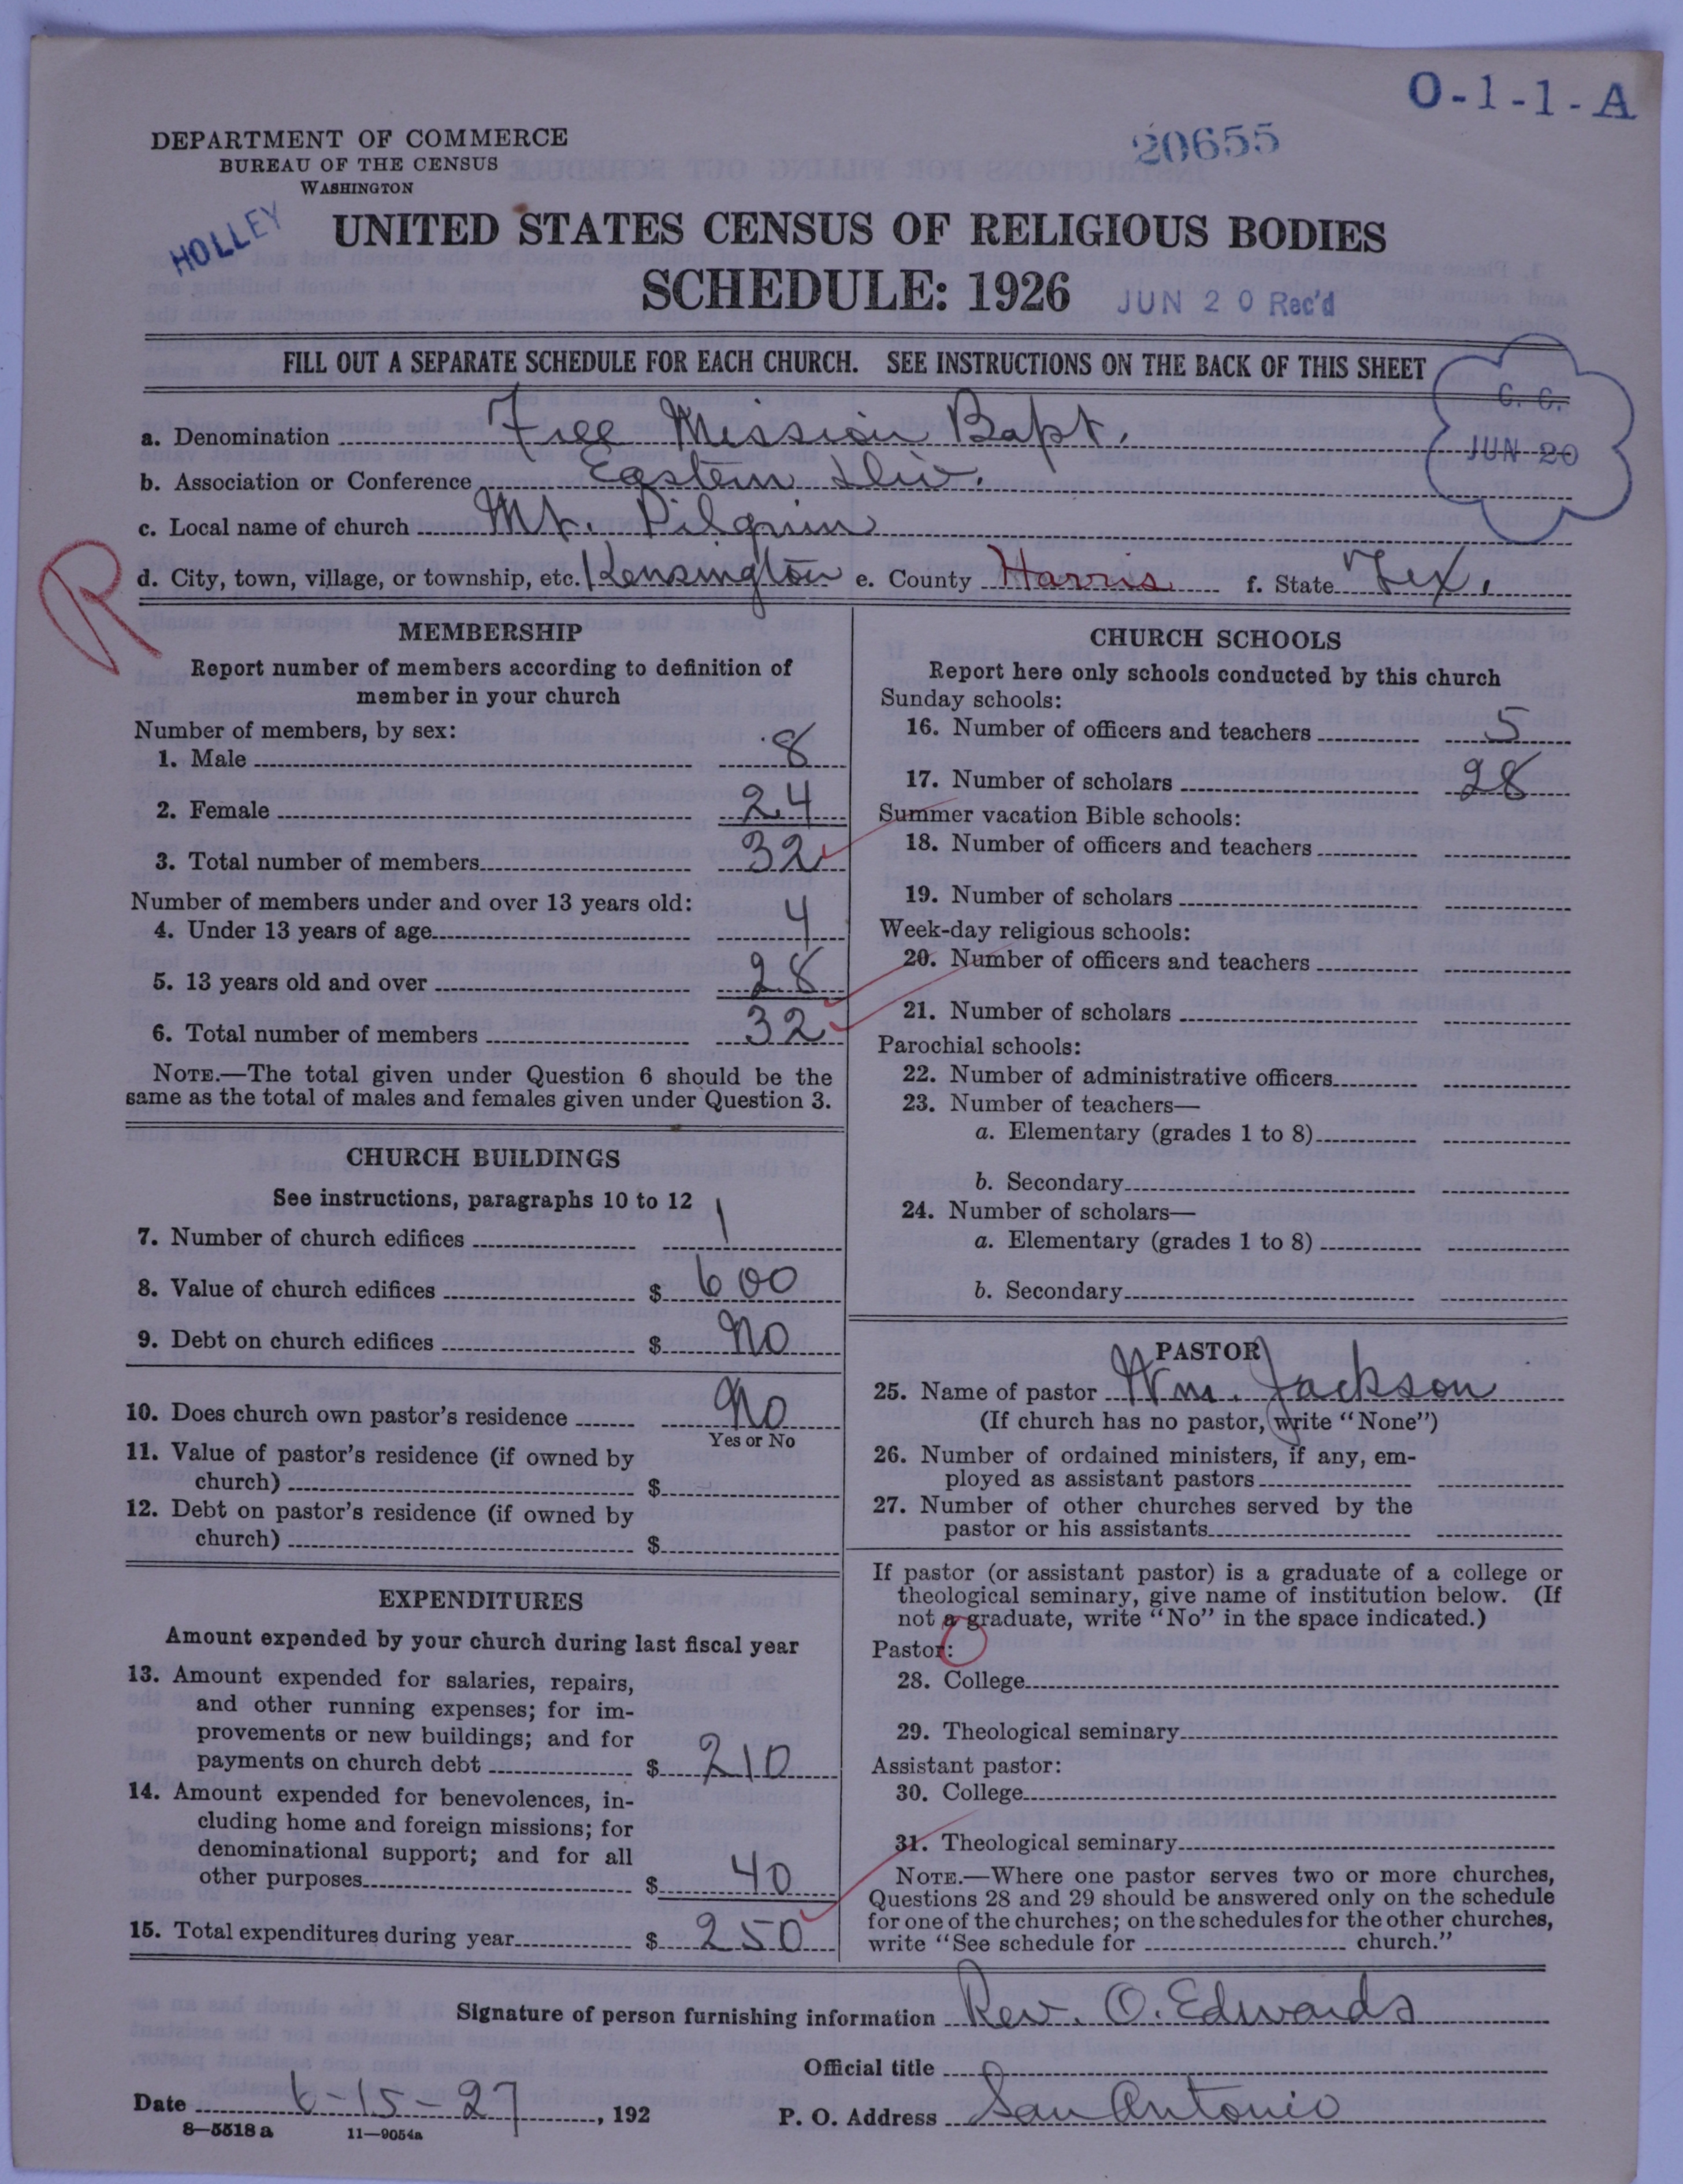 O-1-1-A
20655
DEPARTMENT OF COMMERCE
BUREAU OF THE CENSUS
WASHINGTON
HOLLEY
UNITED STATES CENSUS OF RELIGIOUS BODIES
SCHEDULE: 1926
JUN 20 Rec'd
FILL OUT A SEPARATE SCHEDULE FOR EACH CHURCH. SEE INSTRUCTIONS ON THE BACK OF THIS SHEET
C. C.
JUN 20
a. Denomination Free Mission Bapt.
b. Association or Conference Eastern Div.
c. Local name of church Mt. Pilgrim
d. City, town, village, or township, etc. Kensington e. County Harris f. State Tex.
R
MEMBERSHIP
Report number of members according to definition of
member in your church
Number of members, by sex:
1. Male 8
2. Female 24
3. Total number of members 32
Number of members under and over 13 years old:
4. Under 13 years of age 4
5. 13 years old and over 28
6. Total number of members 32
NOTE.—The total given under Question 6 should be the
same as the total of males and females given under Question 3.
CHURCH BUILDINGS
See instructions, paragraphs 10 to 12
7. Number of church edifices 1
8. Value of church edifices $ 600
9. Debt on church edifices $ No
10. Does church own pastor's residence No
Yes or No
11. Value of pastor's residence (if owned by
church) $
12. Debt on pastor's residence (if owned by
church) $
EXPENDITURES
Amount expended by your church during last fiscal year
13. Amount expended for salaries, repairs,
and other running expenses; for im-
provements or new buildings; and for
payments on church debt $ 210
14. Amount expended for benevolences, in-
cluding home and foreign missions; for
denominational support; and for all
other purposes $ 40
15. Total expenditures during year $ 250
CHURCH SCHOOLS
Report here only schools conducted by this church
Sunday schools:
16. Number of officers and teachers 5
17. Number of scholars 28
Summer vacation Bible schools:
18. Number of officers and teachers
19. Number of scholars
Week-day religious schools:
20. Number of officers and teachers
21. Number of scholars
Parochial schools:
22. Number of administrative officers
23. Number of teachers—
a. Elementary (grades 1 to 8)
b. Secondary
24. Number of scholars—
a. Elementary (grades 1 to 8)
b. Secondary
PASTOR
25. Name of pastor Wm. Jackson
(If church has no pastor, write "None")
26. Number of ordained ministers, if any, em-
ployed as assistant pastors
27. Number of other churches served by the
pastor or his assistants
If pastor (or assistant pastor) is a graduate of a college or
theological seminary, give name of institution below. (If
not a graduate, write "No" in the space indicated.)
Pastor:
28. College
29. Theological seminary
Assistant pastor:
30. College
31. Theological seminary
NOTE.—Where one pastor serves two or more churches,
Questions 28 and 29 should be answered only on the schedule
for one of the churches; on the schedules for the other churches,
write "See schedule for church."
Signature of person furnishing information Rev. O. Edwards
Official title
Date 6-15-27, 192
P. O. Address San Antonio
8—5518 a 11—9054a